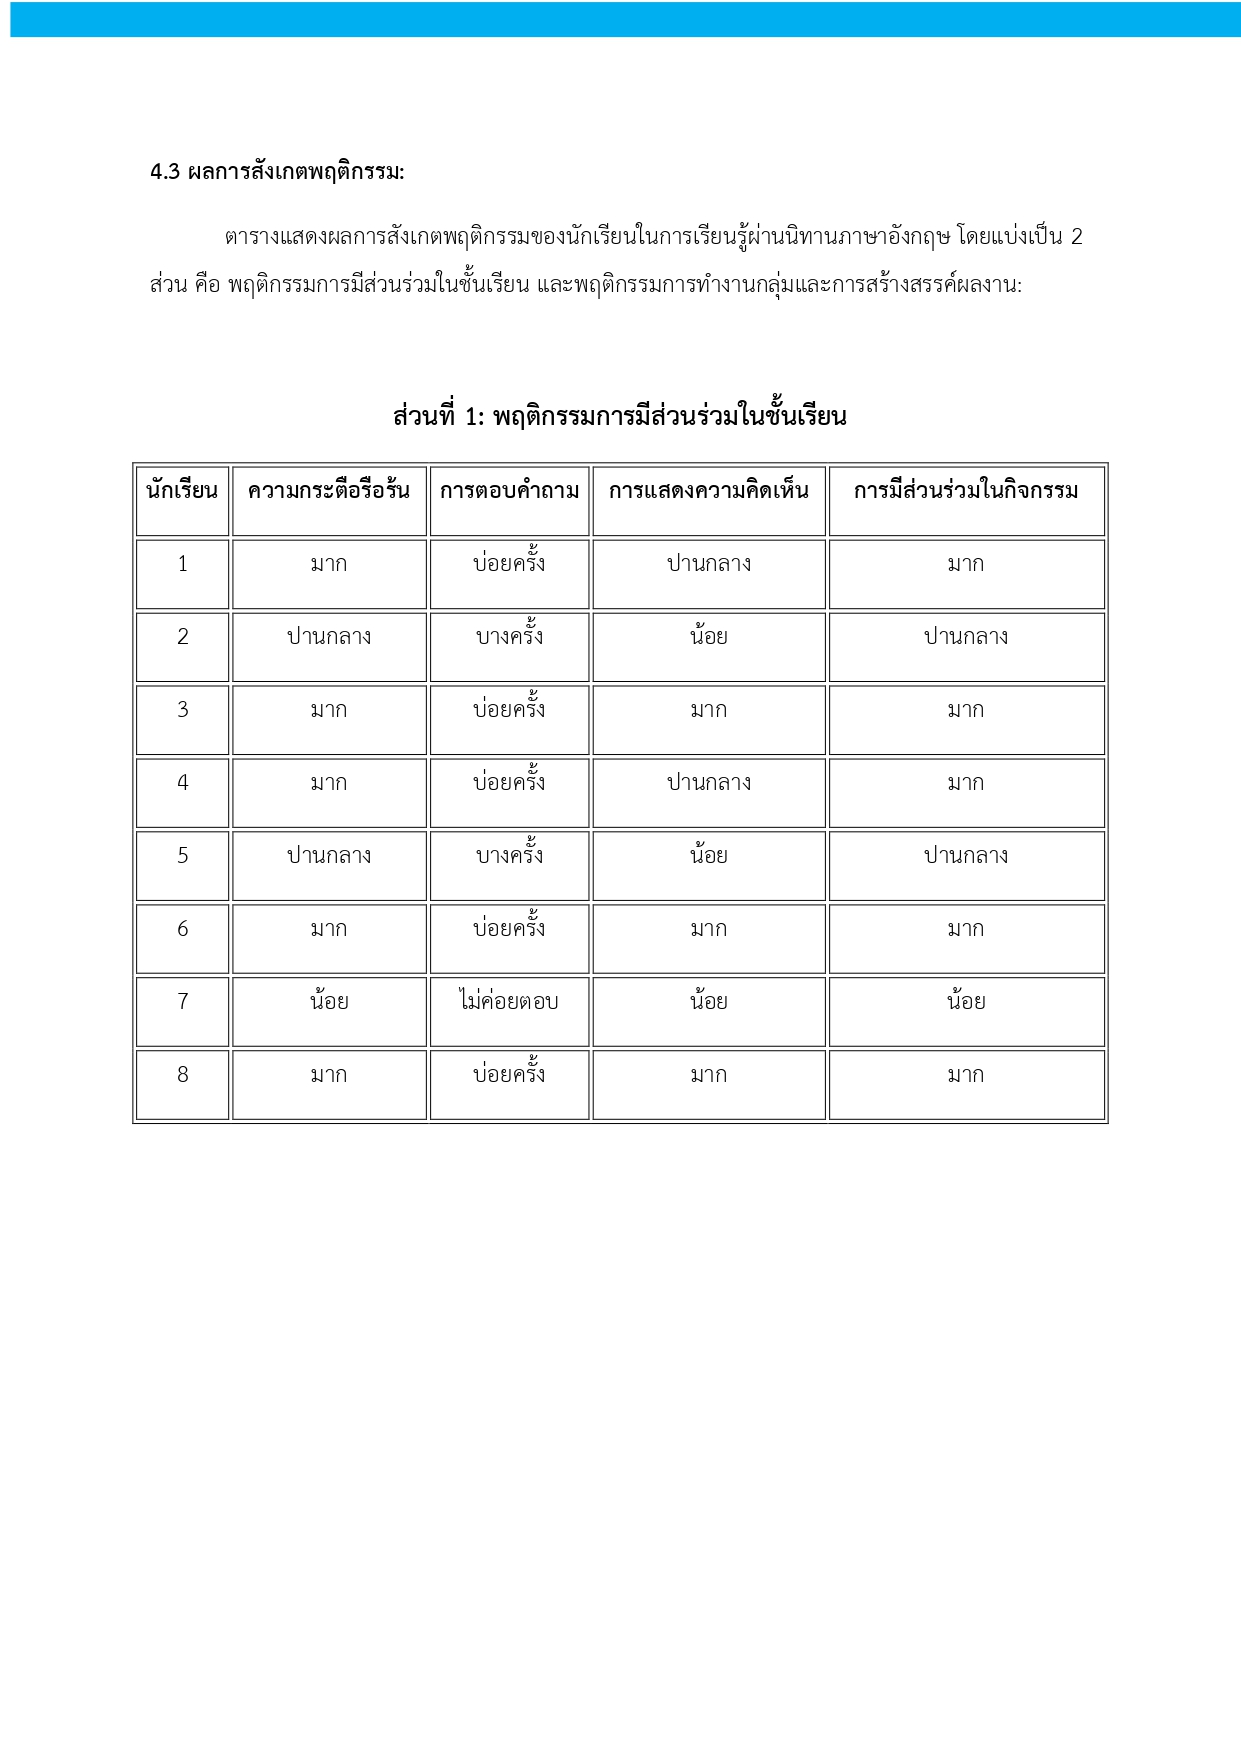 4.3 ผลการสังเกตพฤติกรรม:
ตารางแสดงผลการสังเกตพฤติกรรมของนักเรียนในการเรียนรู้ผ่านนิทานภาษาอังกฤษ โดยแบ่งเป็น 2
ส่วน คือ พฤติกรรมการมีส่วนร่วมในชั้นเรียน และพฤติกรรมการทำงานกลุ่มและการสร้างสรรค์ผลงาน:
ส่วนที่ 1: พฤติกรรมการมีส่วนร่วมในชั้นเรียน
นักเรียน ความกระตือรือร้น การตอบคำถาม การแสดงความคิดเห็น การมีส่วนร่วมในกิจกรรม
1 มาก บ่อยครั้ง ปานกลาง มาก
2 ปานกลาง บางครั้ง น้อย ปานกลาง
3 มาก บ่อยครั้ง มาก มาก
4 มาก บ่อยครั้ง ปานกลาง มาก
5 ปานกลาง บางครั้ง น้อย ปานกลาง
6 มาก บ่อยครั้ง มาก มาก
7 น้อย ไม่ค่อยตอบ น้อย น้อย
8 มาก บ่อยครั้ง มาก มาก